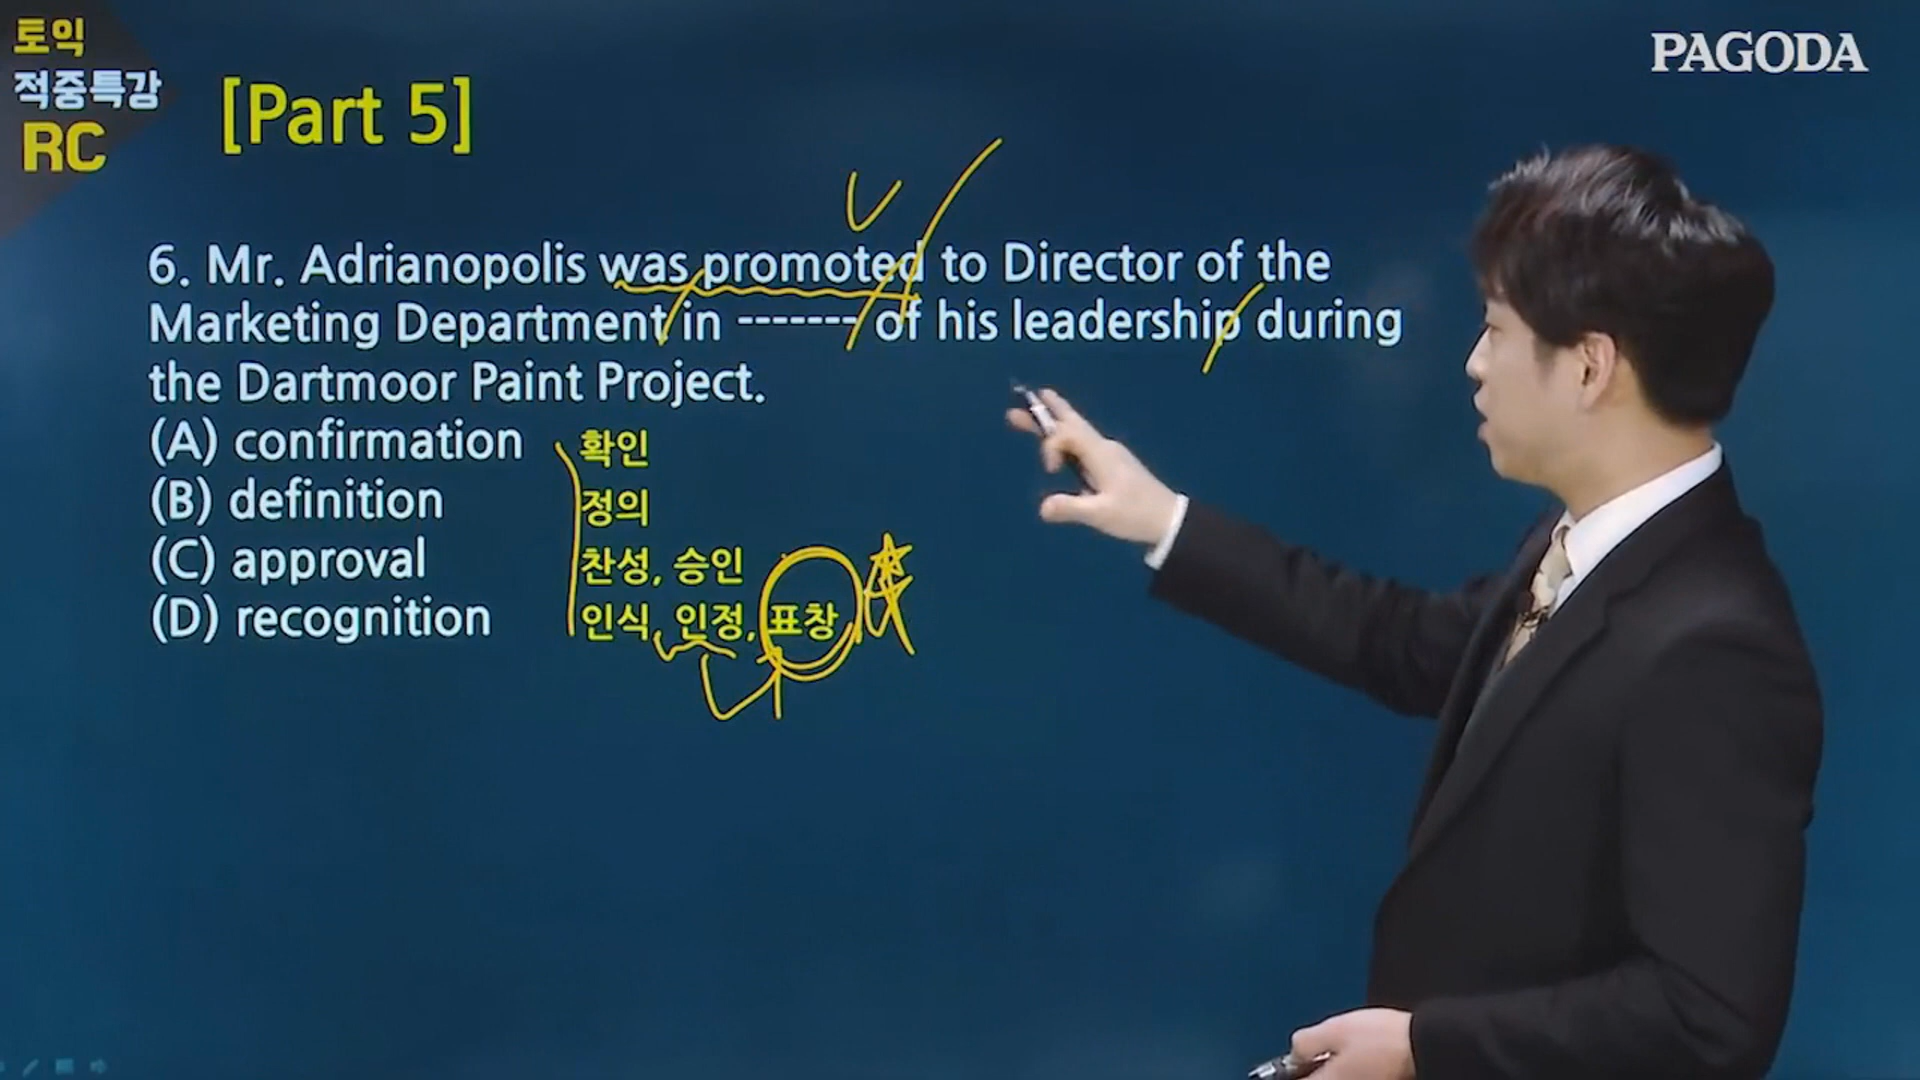 토익
적중특강
RC
PAGODA
[Part 5]
6. Mr. Adrianopolis was promoted to Director of the
Marketing Department in ------- of his leadership during
the Dartmoor Paint Project.
(A) confirmation 확인
(B) definition 정의
(C) approval 찬성, 승인
(D) recognition 인식, 인정, 표창